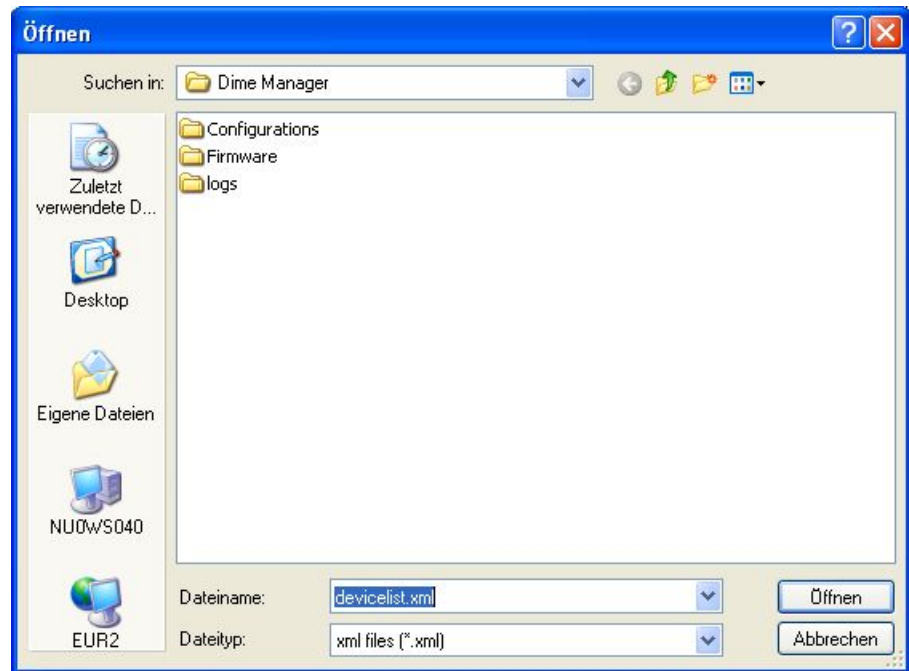 Öffnen
Suchen in: Dime Manager
Configurations
Firmware
logs
Zuletzt
verwendete D...
Desktop
Eigene Dateien
NU0WS040
EUR2
Dateiname: devicelist.xml
Öffnen
Dateityp: xml files (*.xml)
Abbrechen